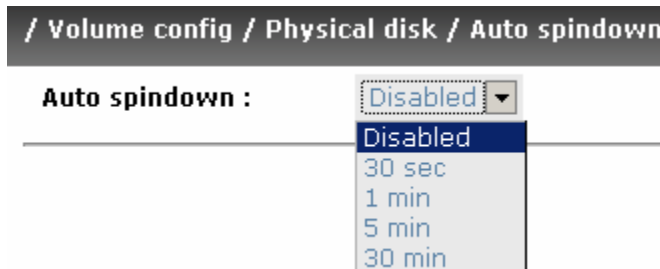 / Volume config / Physical disk / Auto spindown
Auto spindown : Disabled
Disabled
30 sec
1 min
5 min
30 min